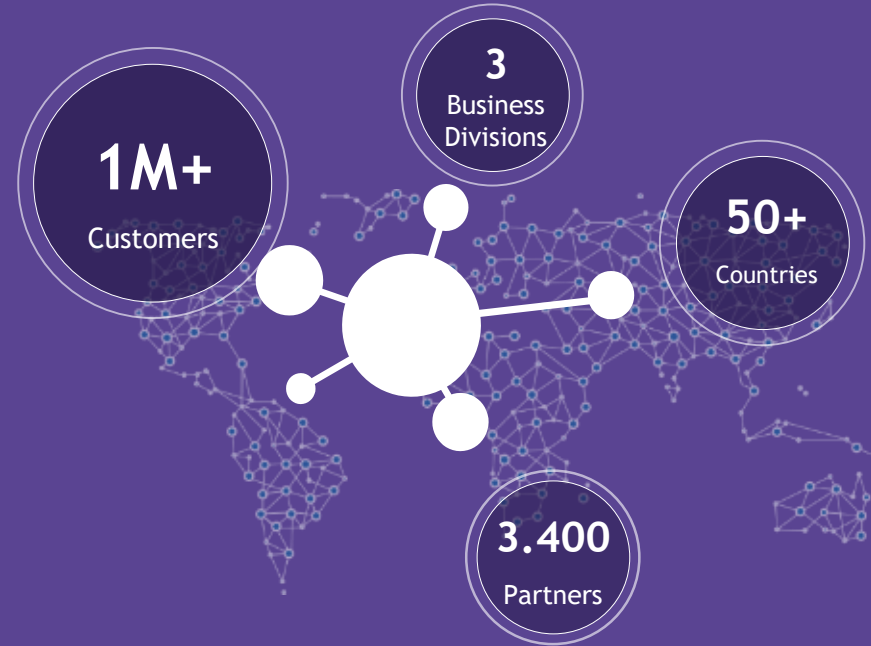 3
Business
Divisions
1M+
Customers
50+
Countries
3.400
Partners